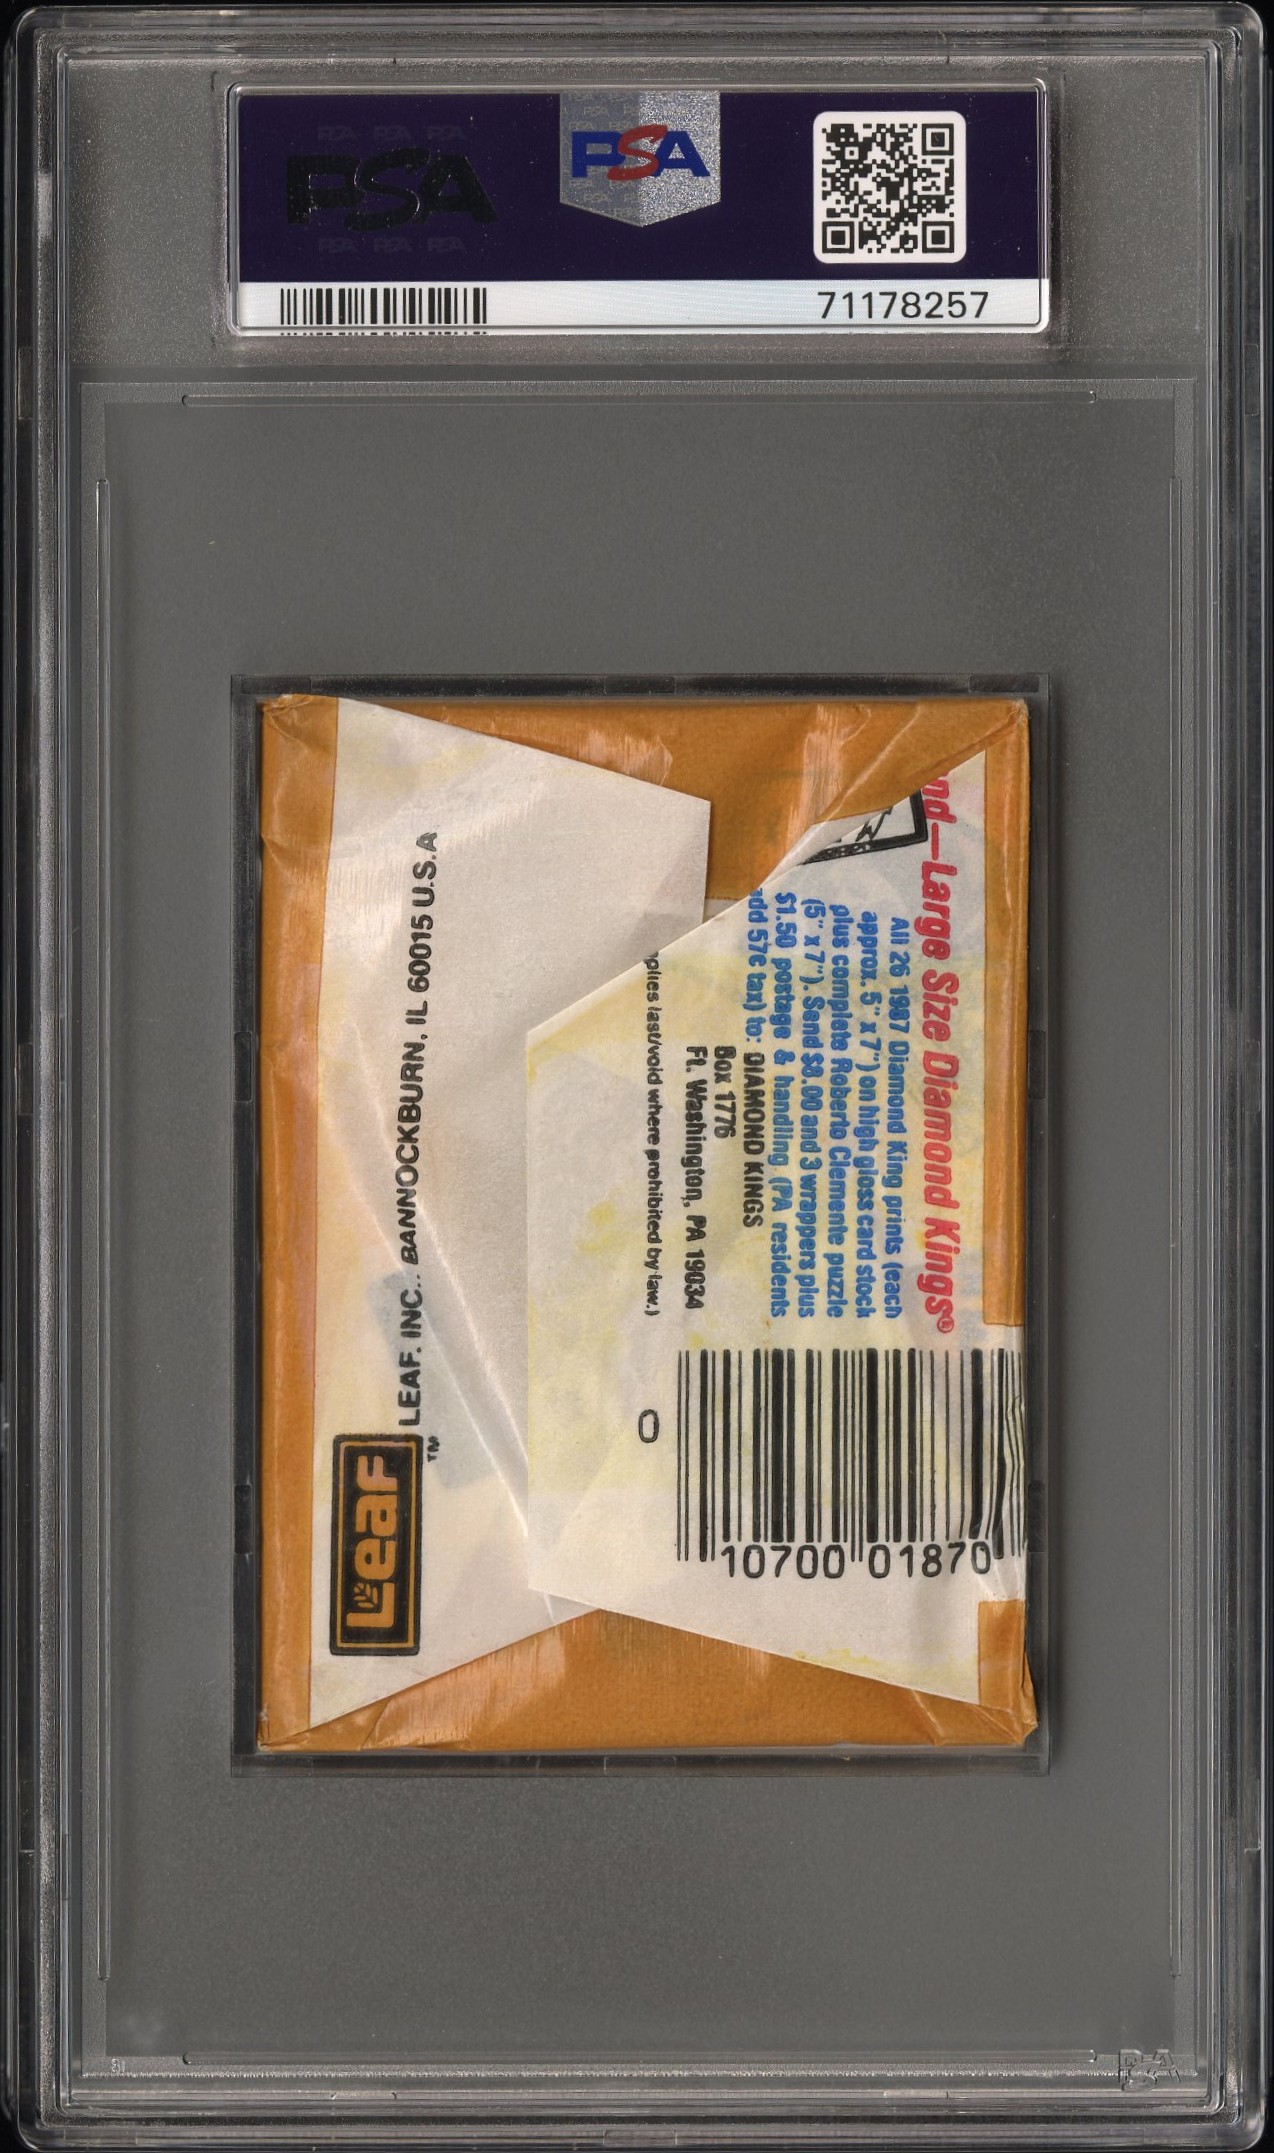 PSA
PSA
71178257
LEAF, INC., BANNOCKBURN, IL 60015 U.S.A
Leaf
TM
Large Size Diamond Kings®
All 26 1987 Diamond King prints (each
approx. 5" x 7") on high gloss card stock
plus complete Roberto Clemente puzzle
(5" x 7"). Send $8.00 and 3 wrappers plus
$1.50 postage & handling. (PA residents
add 57¢ tax) to: DIAMOND KINGS
Box 1776
Ft. Washington, PA 19034
last/void where prohibited by law.)
0
10700 01870
PSA